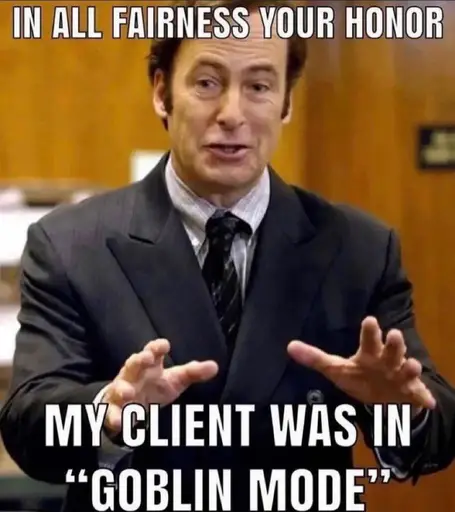 IN ALL FAIRNESS YOUR HONOR
MY CLIENT WAS IN
“GOBLIN MODE”